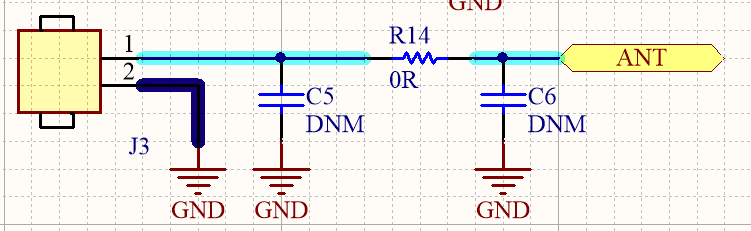 GND
R14
1
ANT
2
0R
C5
C6
DNM
DNM
J3
GND
GND
GND